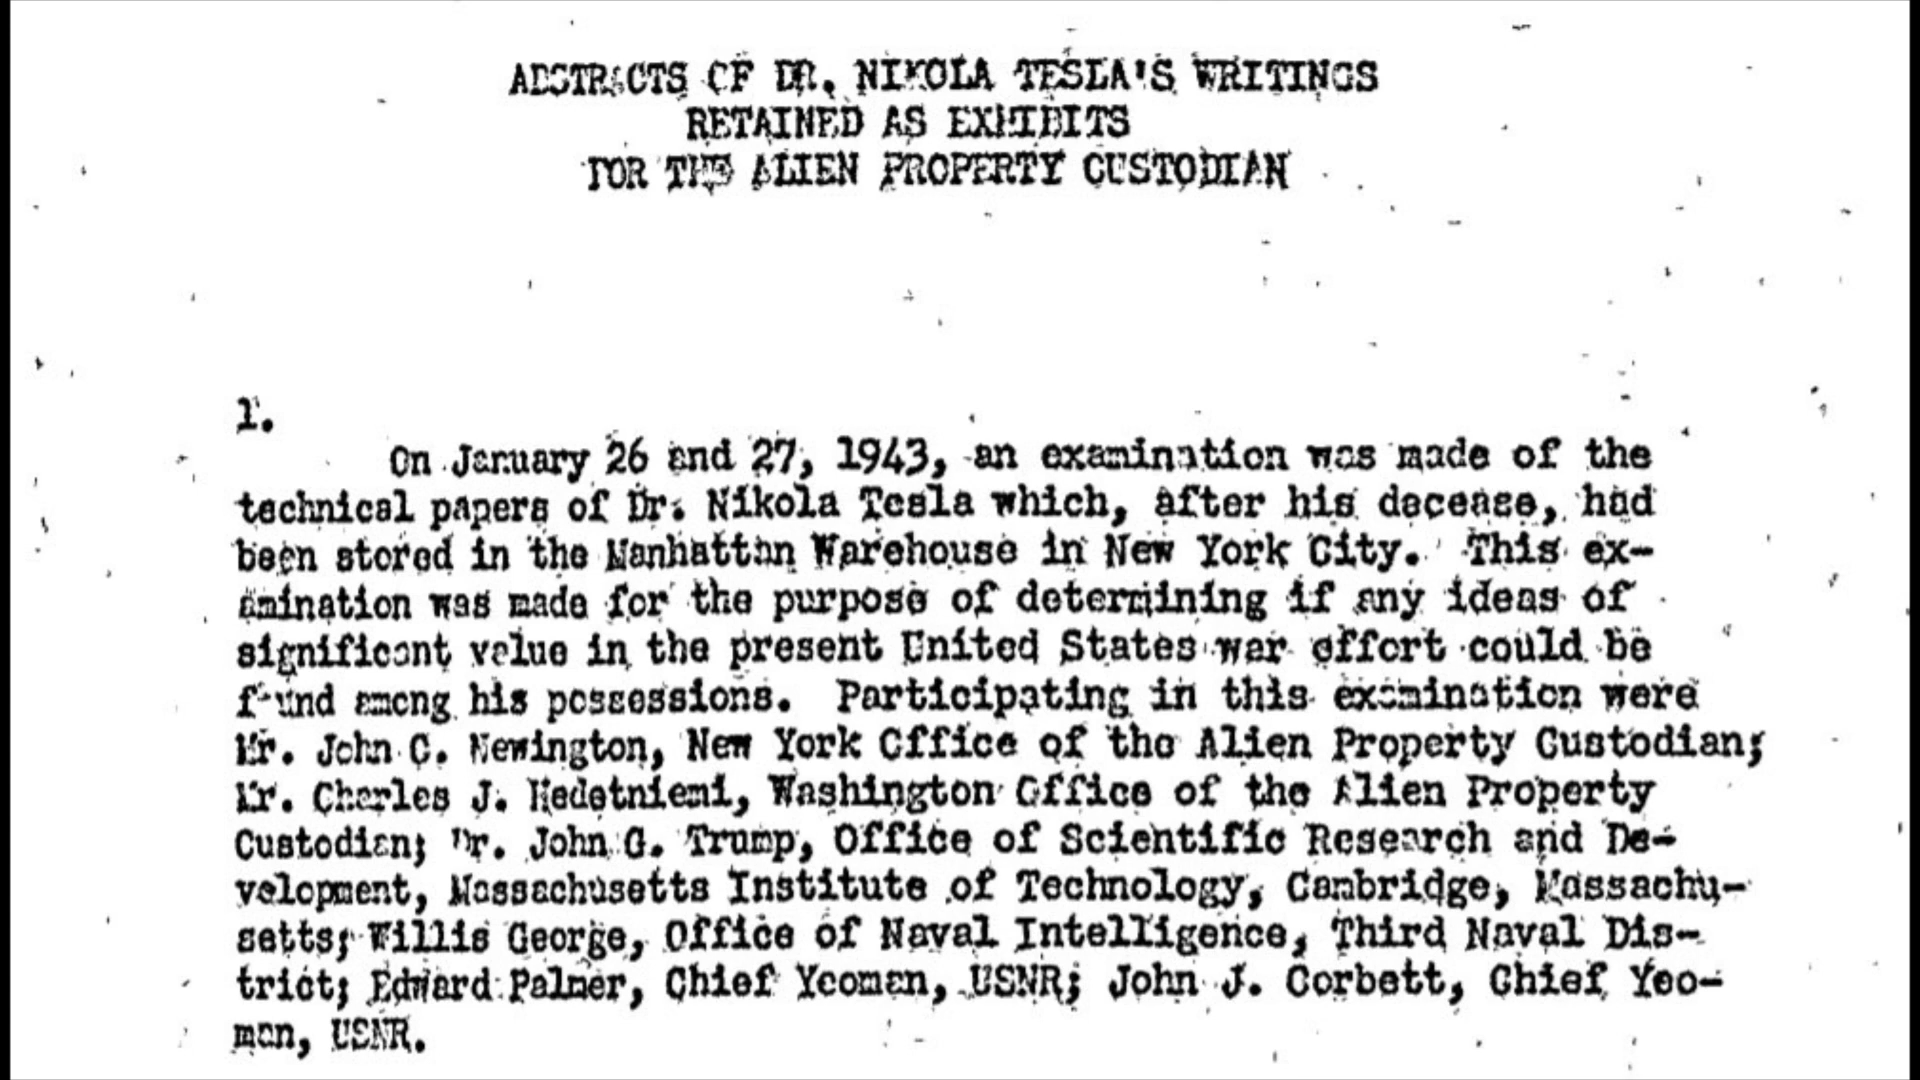 ABSTRACTS OF DR. NIKOLA TESLA'S WRITINGS
RETAINED AS EXHIBITS
FOR THE ALIEN PROPERTY CUSTODIAN
1.
On January 26 and 27, 1943, an examination was made of the
technical papers of Dr. Nikola Tesla which, after his decease, had
been stored in the Manhattan Warehouse in New York City. This ex-
amination was made for the purpose of determining if any ideas of
significant value in the present United States war effort could be
found among his possessions. Participating in this examination were
Mr. John C. Newington, New York Office of the Alien Property Custodian;
Mr. Charles J. Hedetniemi, Washington Office of the Alien Property
Custodian; Dr. John G. Trump, Office of Scientific Research and De-
velopment, Massachusetts Institute of Technology, Cambridge, Massachu-
setts; Willis George, Office of Naval Intelligence, Third Naval Dis-
trict; Edward Palmer, Chief Yeoman, USNR; John J. Corbett, Chief Yeo-
man, USNR.